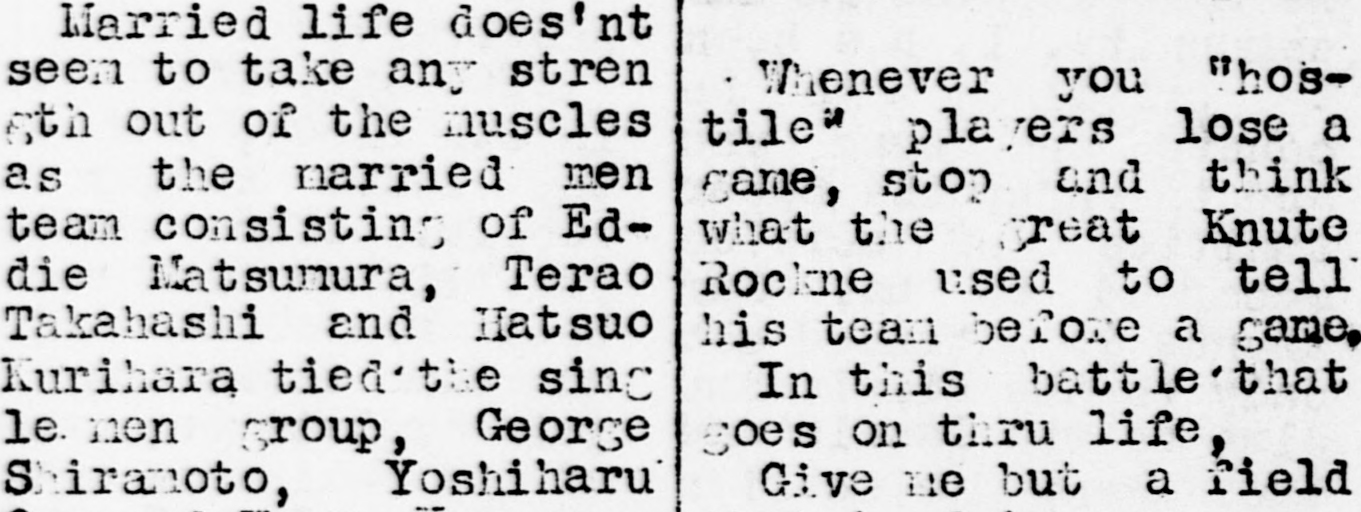 Married life does'nt
seem to take any stren
gth out of the muscles
as the married men
team consisting of Ed-
die Matsumura, Terao
Takahashi and Hatsuo
Kurihara tied the sing
le men group, George
Shiramoto, Yoshiharu
Whenever you "hos-
tile" players lose a
game, stop and think
what the great Knute
Rockne used to tell
his team before a game.
In this battle that
goes on thru life,
Give me but a field